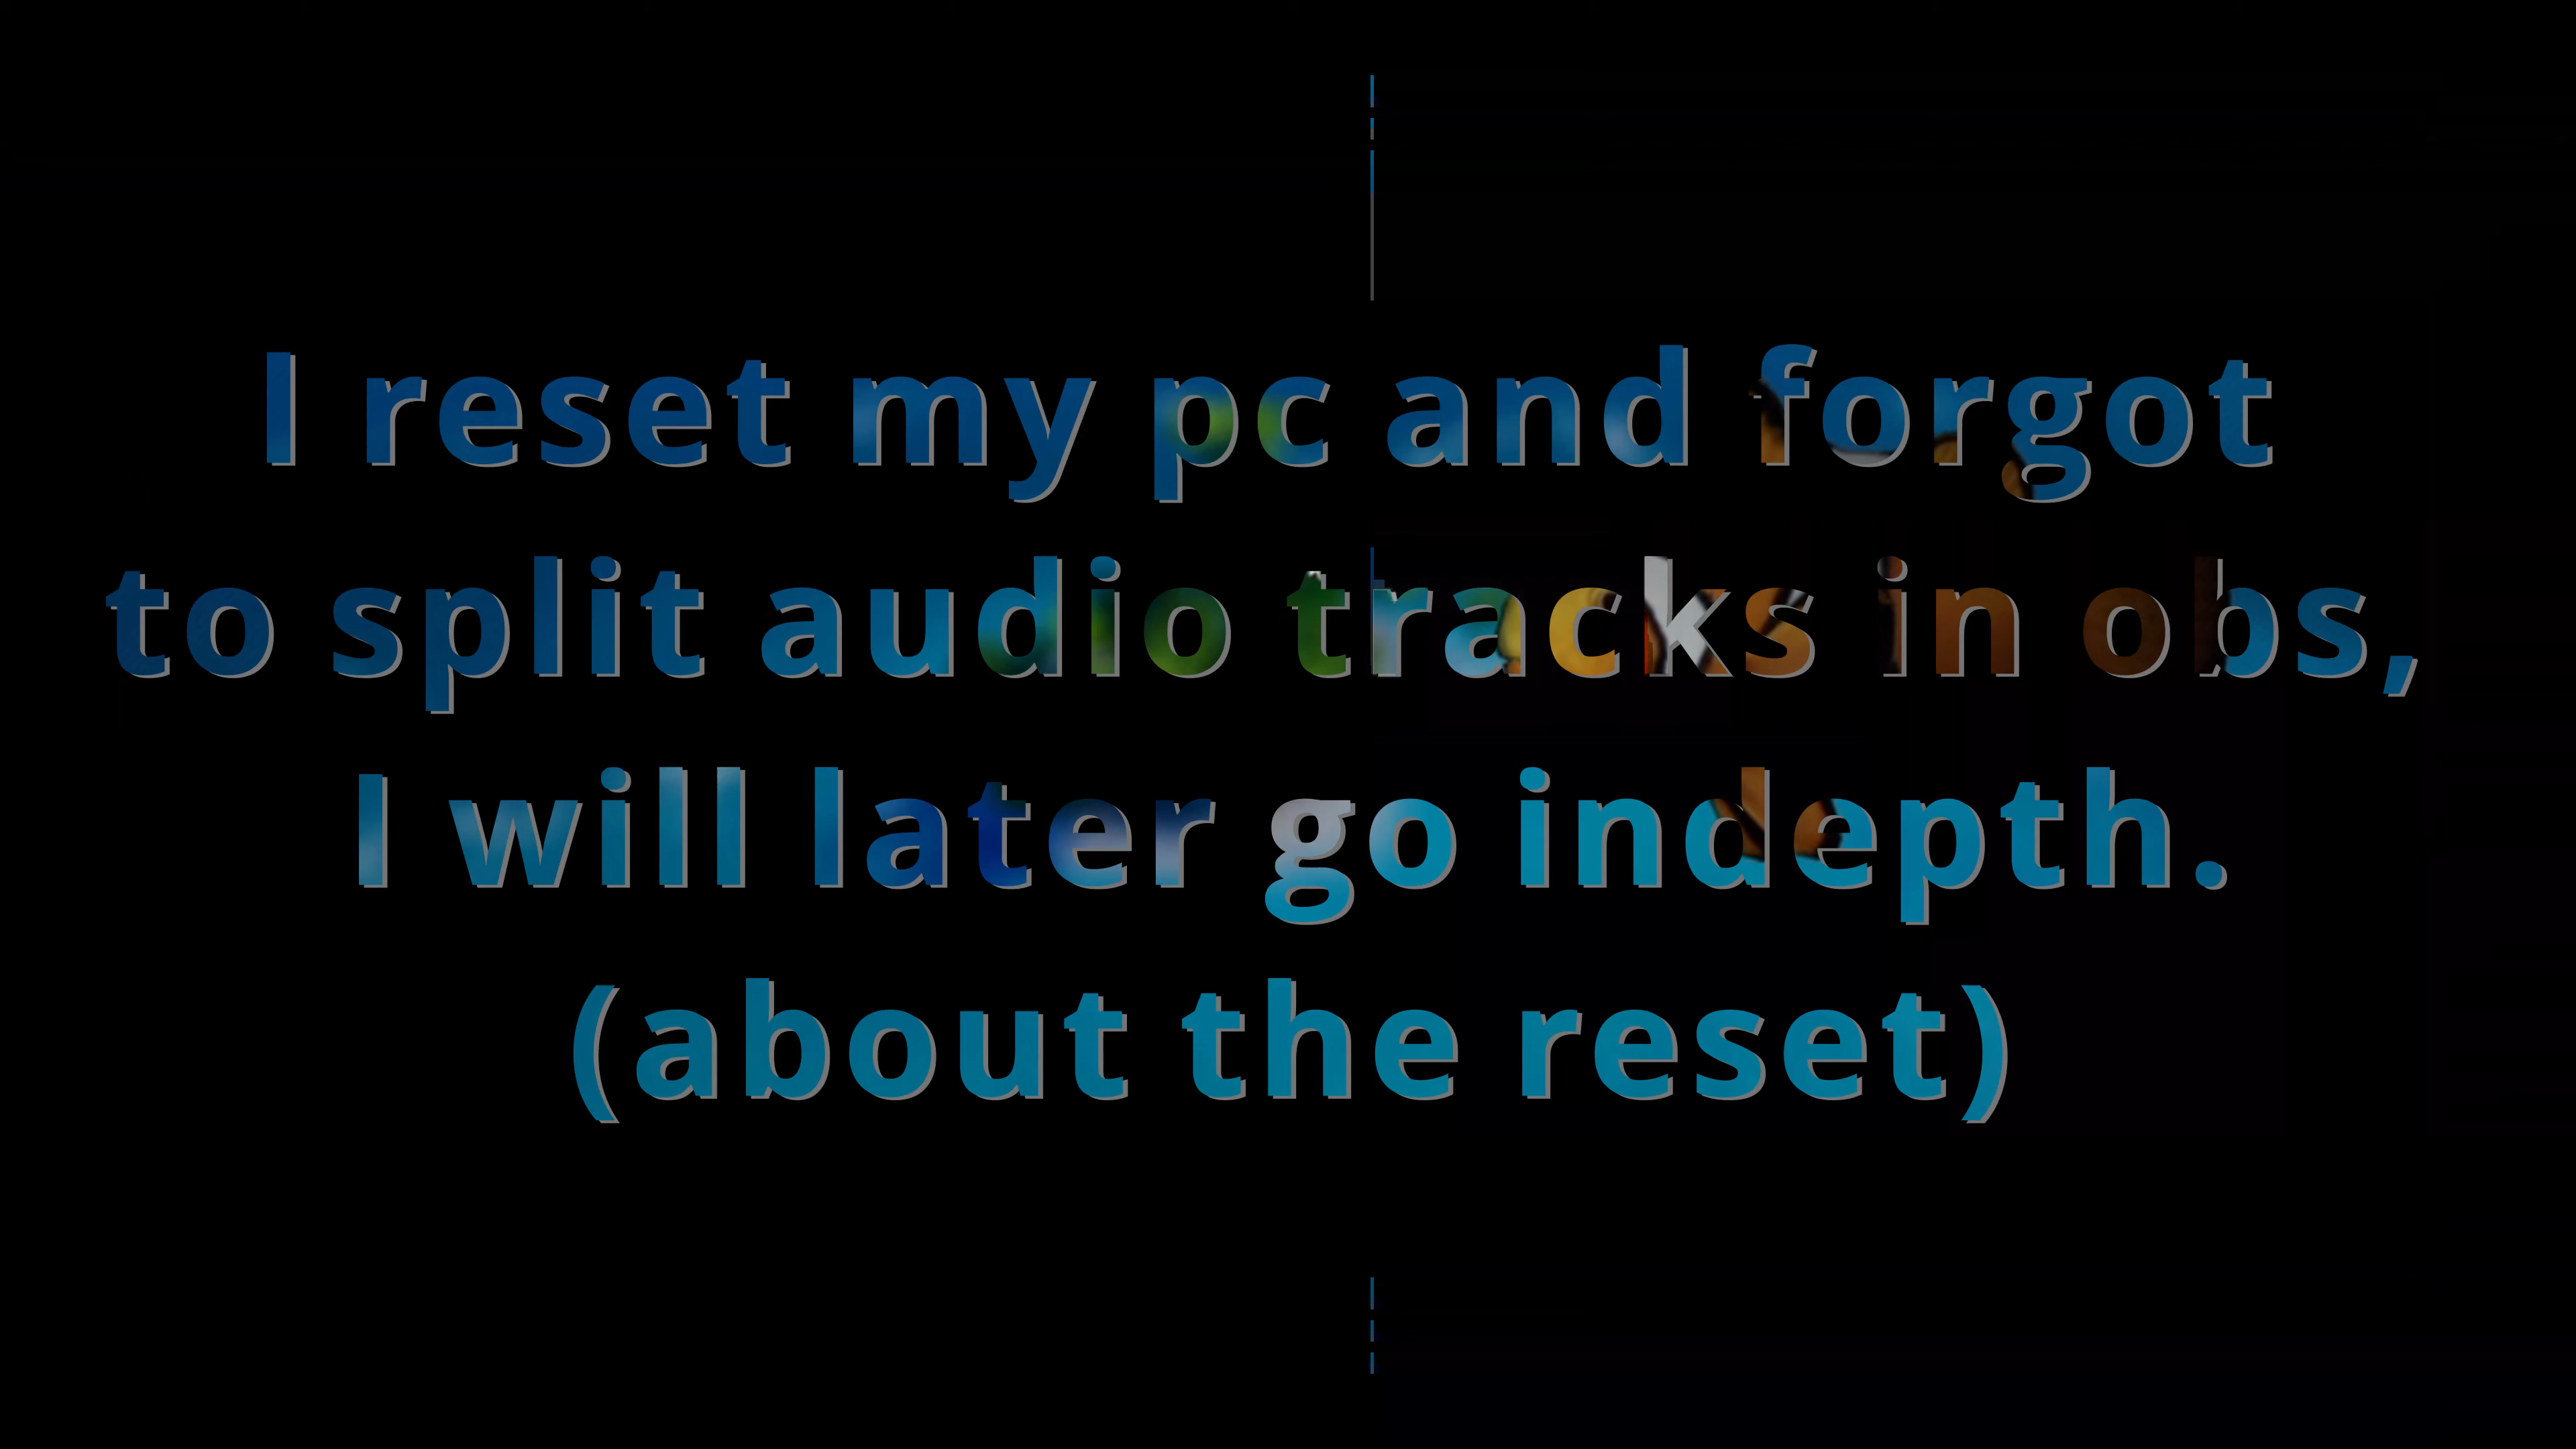 I reset my pc and forgot
to split audio tracks in obs,
I will later go indepth.
(about the reset)